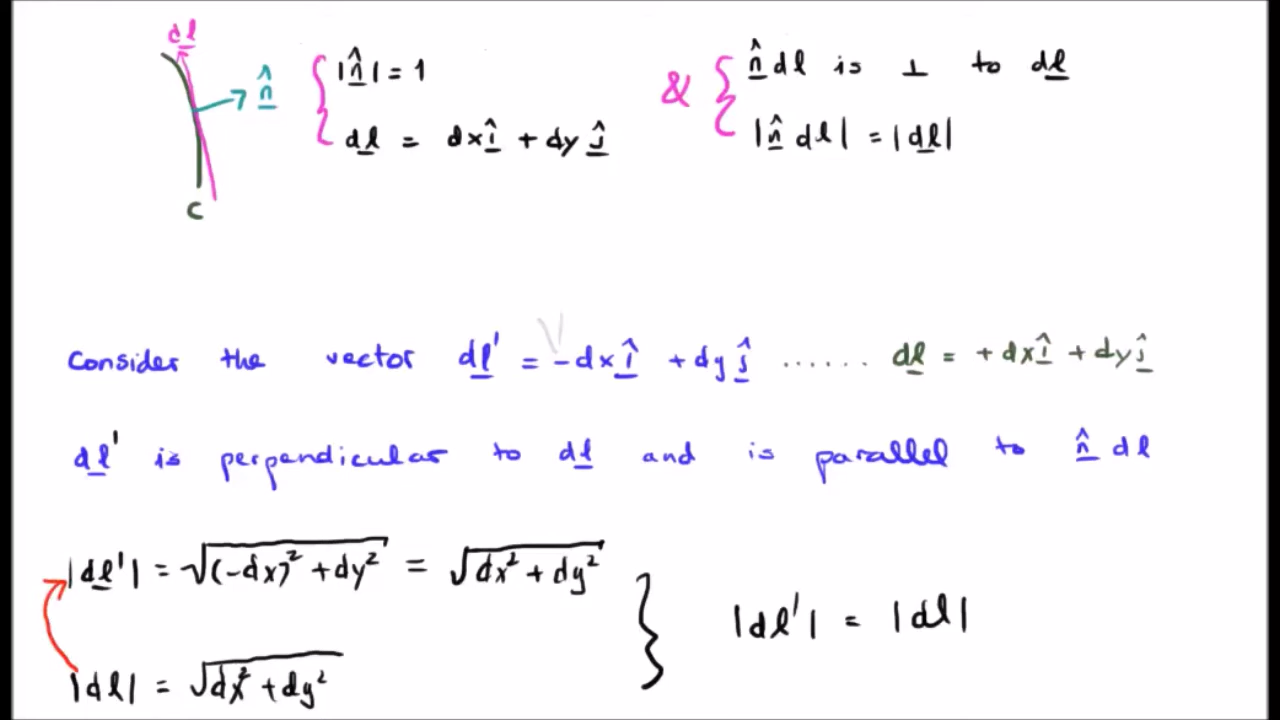 dl
n̂ { |n̂| = 1 & { n̂ dl is ⊥ to dl
dl = dx î + dy ĵ |n̂ dl| = |dl|
C
Consider the vector dl' = -dx î + dy ĵ ...... dl = +dx î + dy ĵ
dl' is perpendicular to dl and is parallel to n̂ dl
|dl'| = √((-dx)² + dy²) = √(dx² + dy²)
} |dl'| = |dl|
|dl| = √(dx² + dy²)